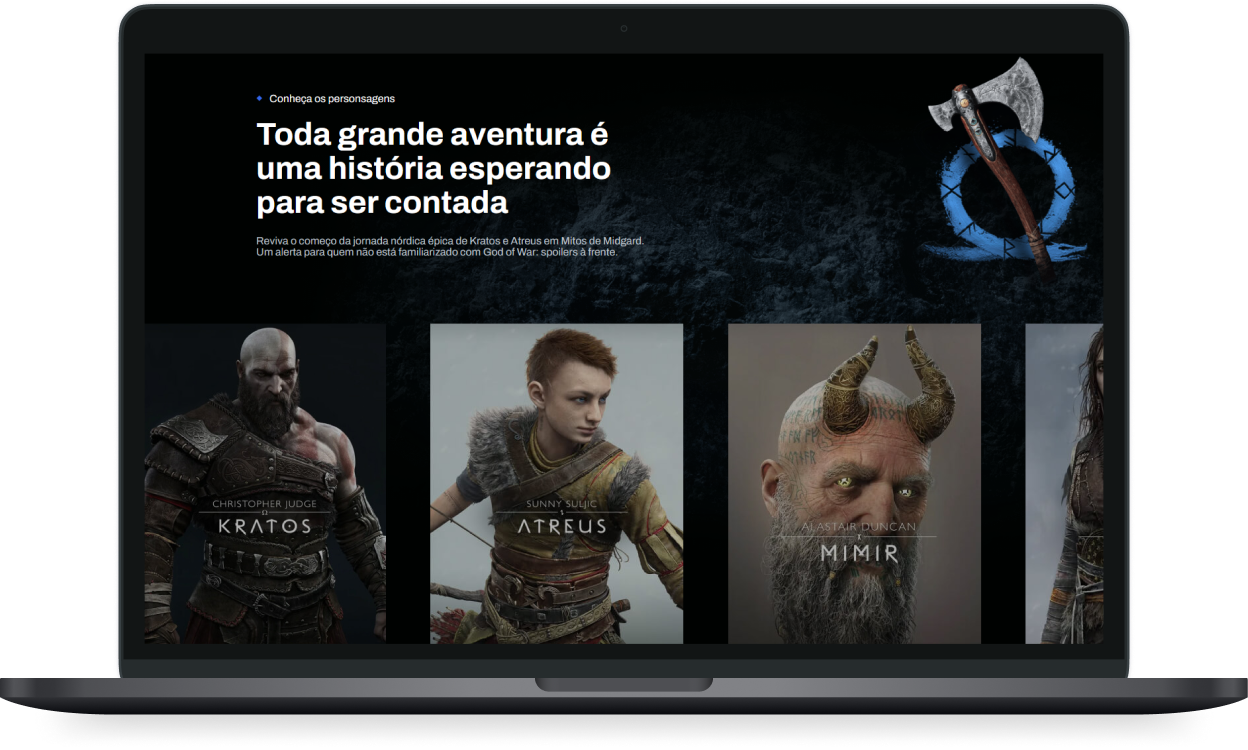 Conheça os personsagens
Toda grande aventura é
uma história esperando
para ser contada
Reviva o começo da jornada nórdica épica de Kratos e Atreus em Mitos de Midgard.
Um alerta para quem não está familiarizado com God of War: spoilers à frente.
CHRISTOPHER JUDGE
KRATOS
SUNNY SULJIC
ATREUS
ALASTAIR DUNCAN
MIMIR